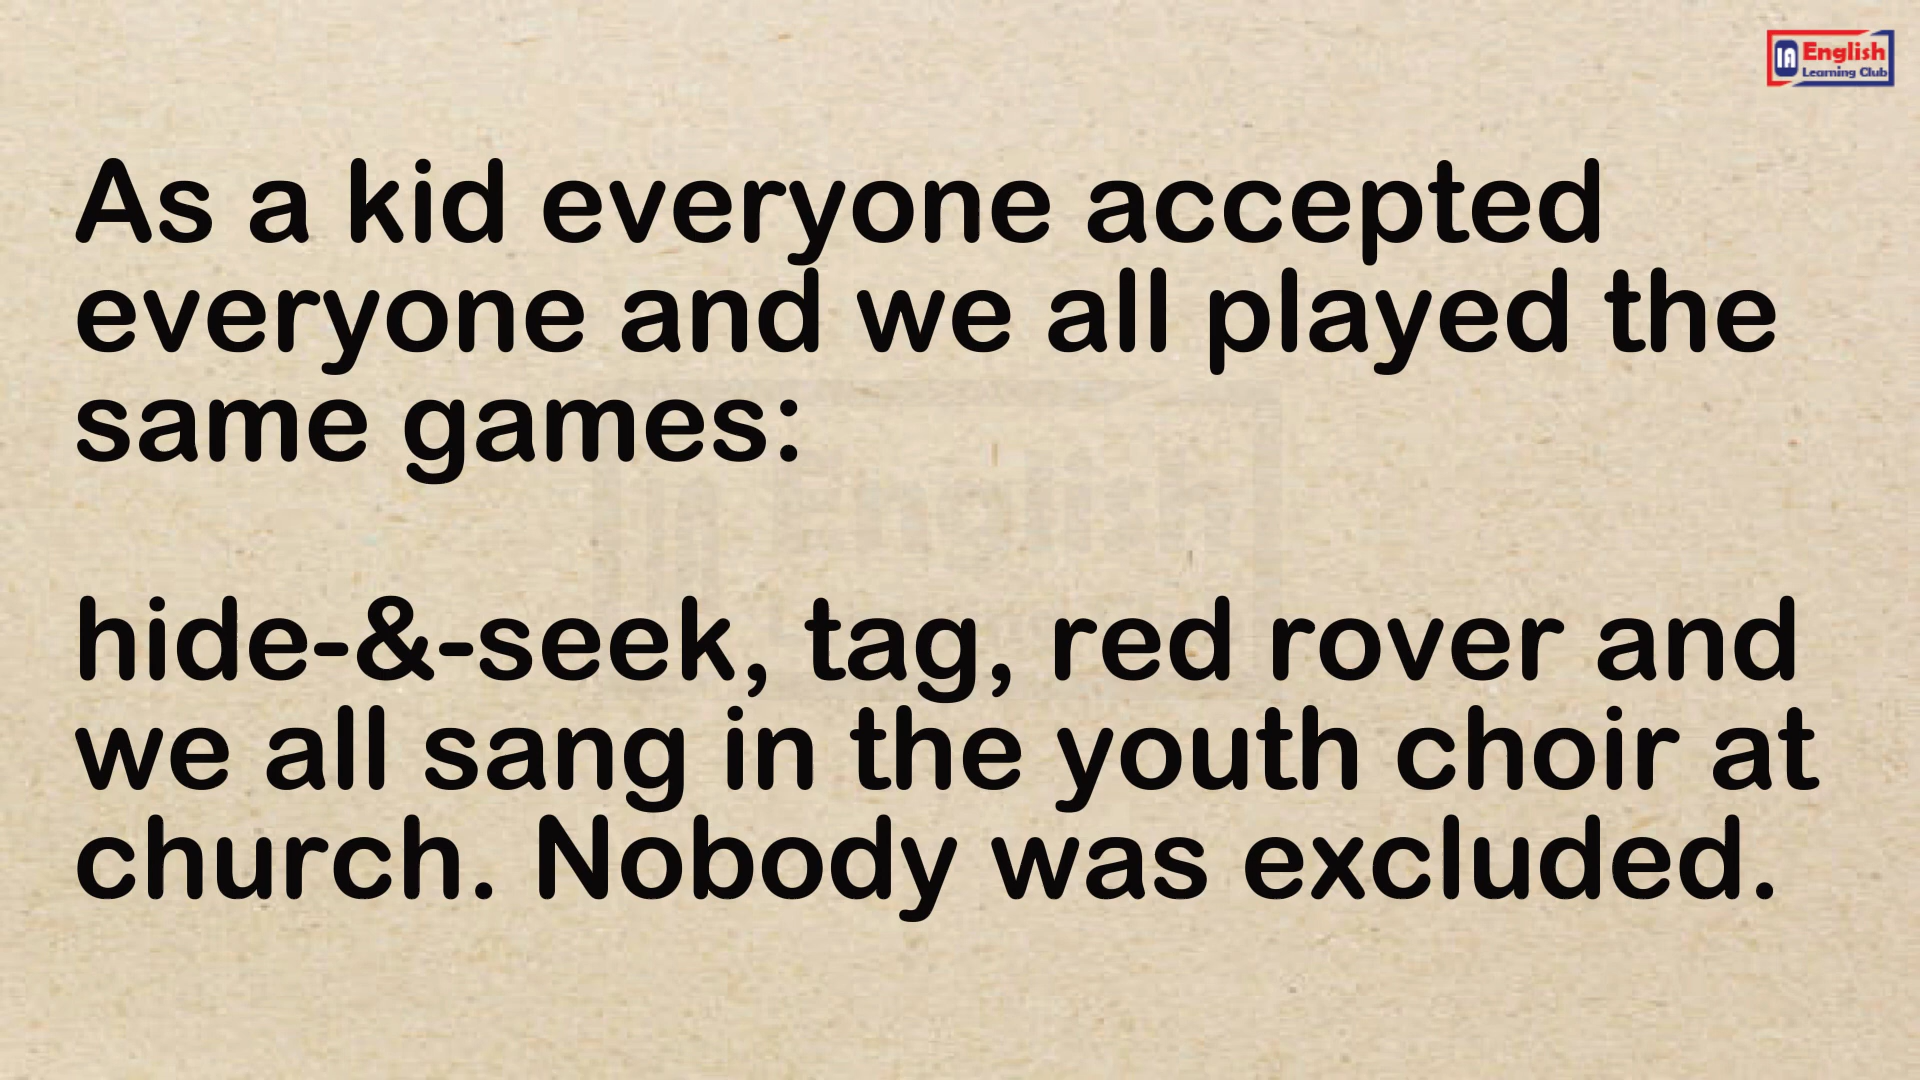 IA English
Learning Club
As a kid everyone accepted
everyone and we all played the
same games:
hide-&-seek, tag, red rover and
we all sang in the youth choir at
church. Nobody was excluded.